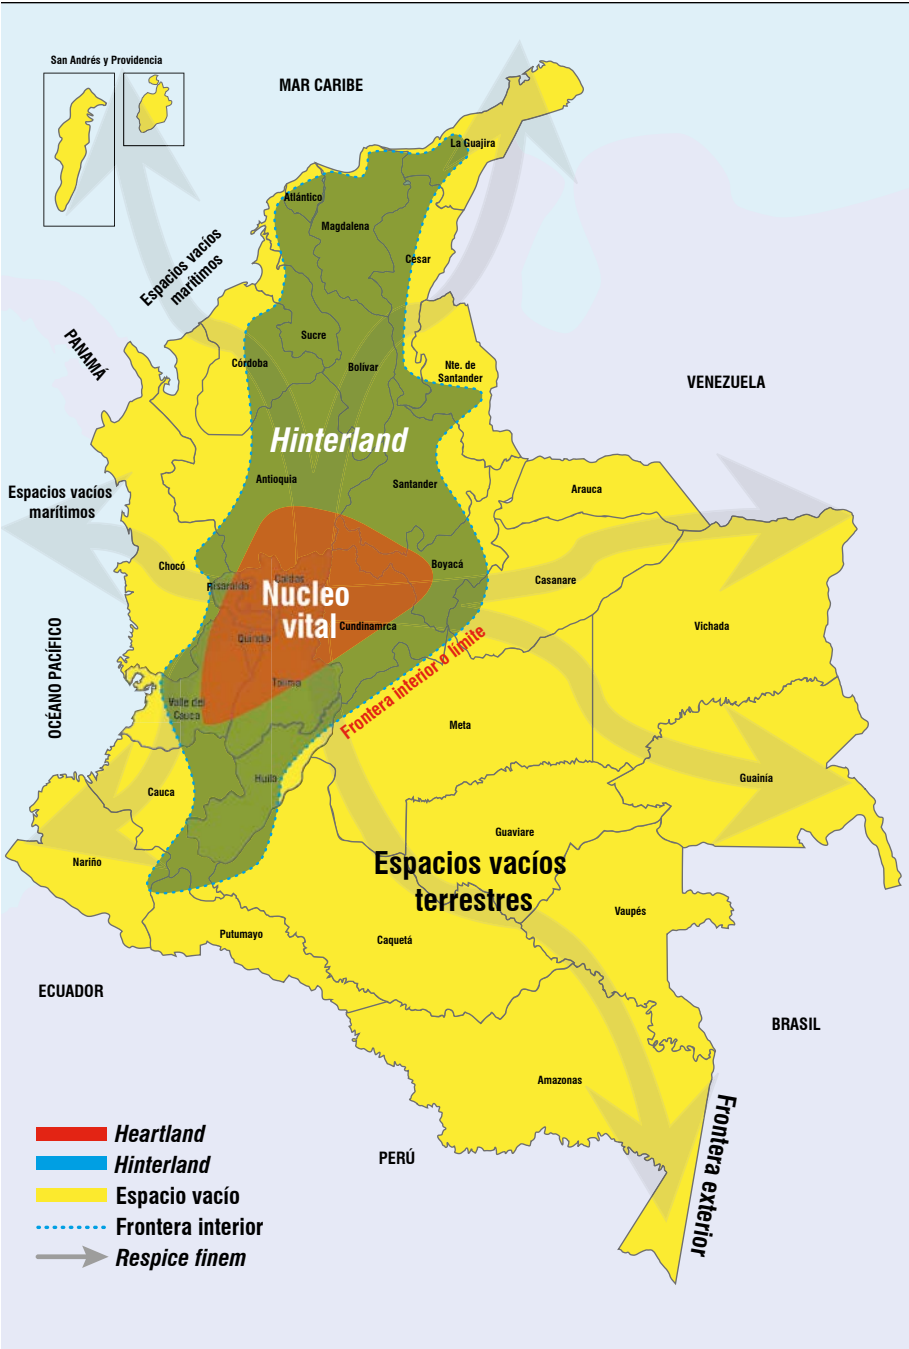 San Andrés y Providencia
MAR CARIBE
La Guajira
Atlántico
Magdalena
Espacios vacíos
marítimos
Cesar
PANAMÁ
Sucre
Córdoba
Bolívar
Nte. de
Santander
VENEZUELA
Hinterland
Antioquia
Santander
Arauca
Espacios vacíos
marítimos
Chocó
Boyacá
Risaralda
Caldas
Casanare
Nucleo
vital
Cundinamrca
Quindío
Vichada
OCÉANO PACÍFICO
Frontera interior o límite
Tolima
Valle del
Cauca
Meta
Huila
Guainía
Cauca
Guaviare
Nariño
Espacios vacíos
terrestres
Vaupés
Putumayo
Caquetá
ECUADOR
BRASIL
Amazonas
Frontera exterior
PERÚ
Heartland
Hinterland
Espacio vacío
Frontera interior
Respice finem